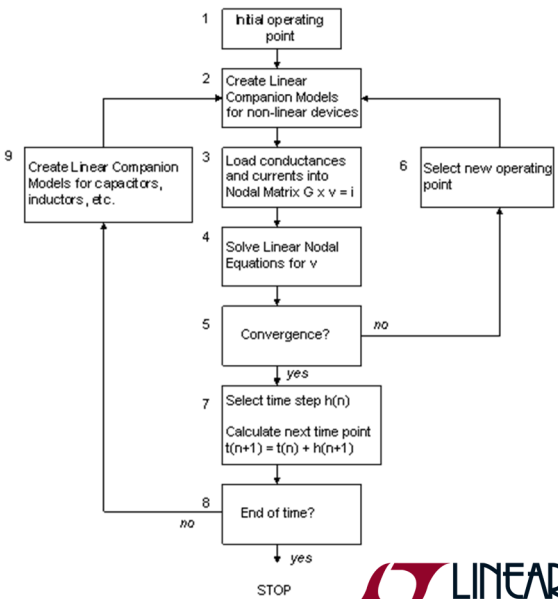 1
Initial operating
point
2
Create Linear
Companion Models
for non-linear devices
9
Create Linear Companion
Models for capacitors,
inductors, etc.
3
Load conductances
and currents into
Nodal Matrix G x v = i
6
Select new operating
point
4
Solve Linear Nodal
Equations for v
5
Convergence?
no
yes
7
Select time step h(n)
Calculate next time point
t(n+1) = t(n) + h(n+1)
8
End of time?
no
yes
STOP
LINEAR